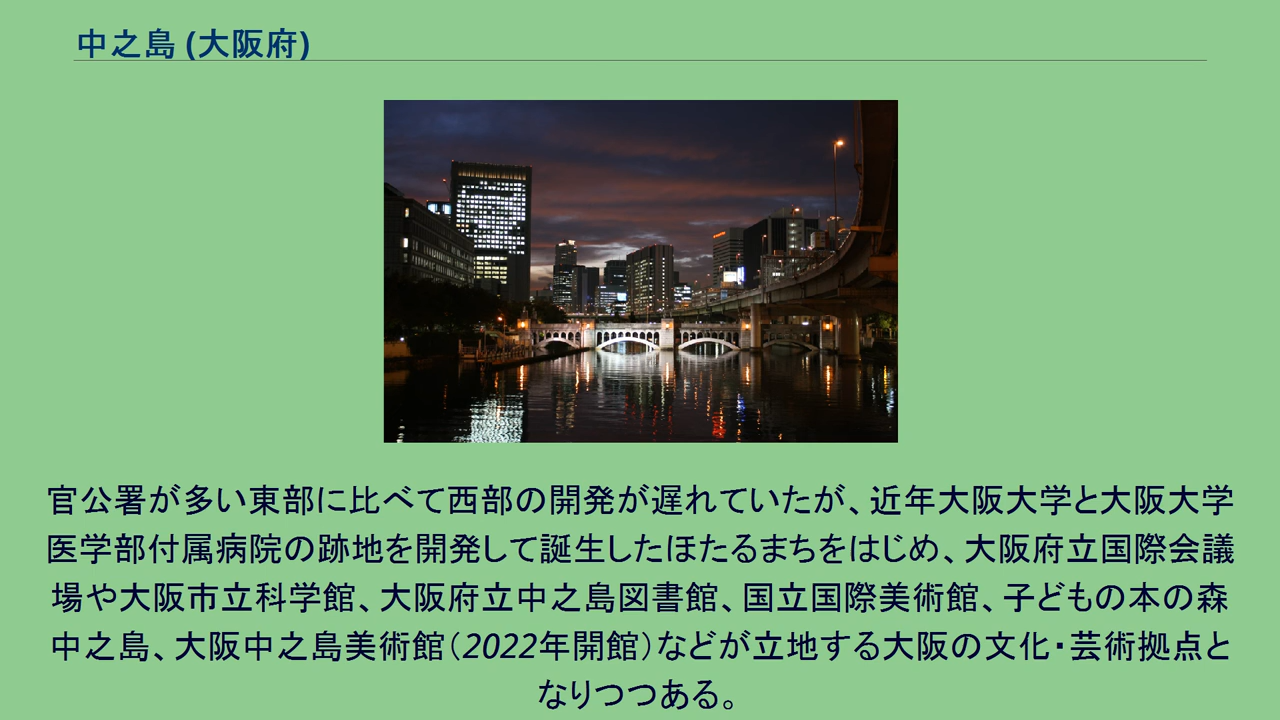 中之島 (大阪府)
官公署が多い東部に比べて西部の開発が遅れていたが、近年大阪大学と大阪大学
医学部付属病院の跡地を開発して誕生したほたるまちをはじめ、大阪府立国際会議
場や大阪市立科学館、大阪府立中之島図書館、国立国際美術館、子どもの本の森
中之島、大阪中之島美術館（2022年開館）などが立地する大阪の文化・芸術拠点と
なりつつある。